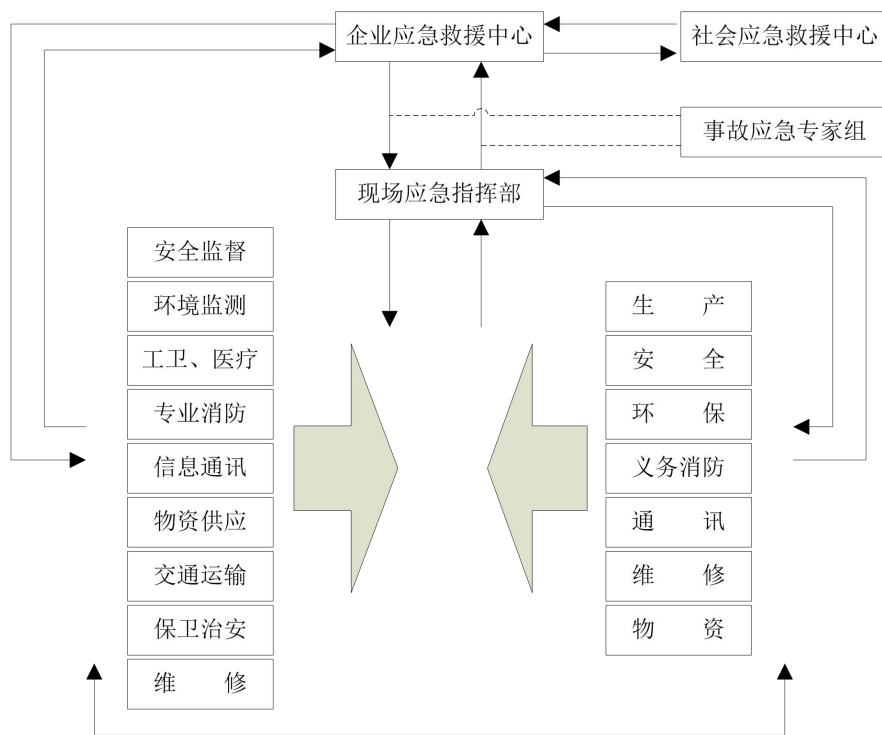 企业应急救援中心
社会应急救援中心
事故应急专家组
现场应急指挥部
安全监督
环境监测
工卫、医疗
专业消防
信息通讯
物资供应
交通运输
保卫治安
维 修
生 产
安 全
环 保
义务消防
通 讯
维 修
物 资